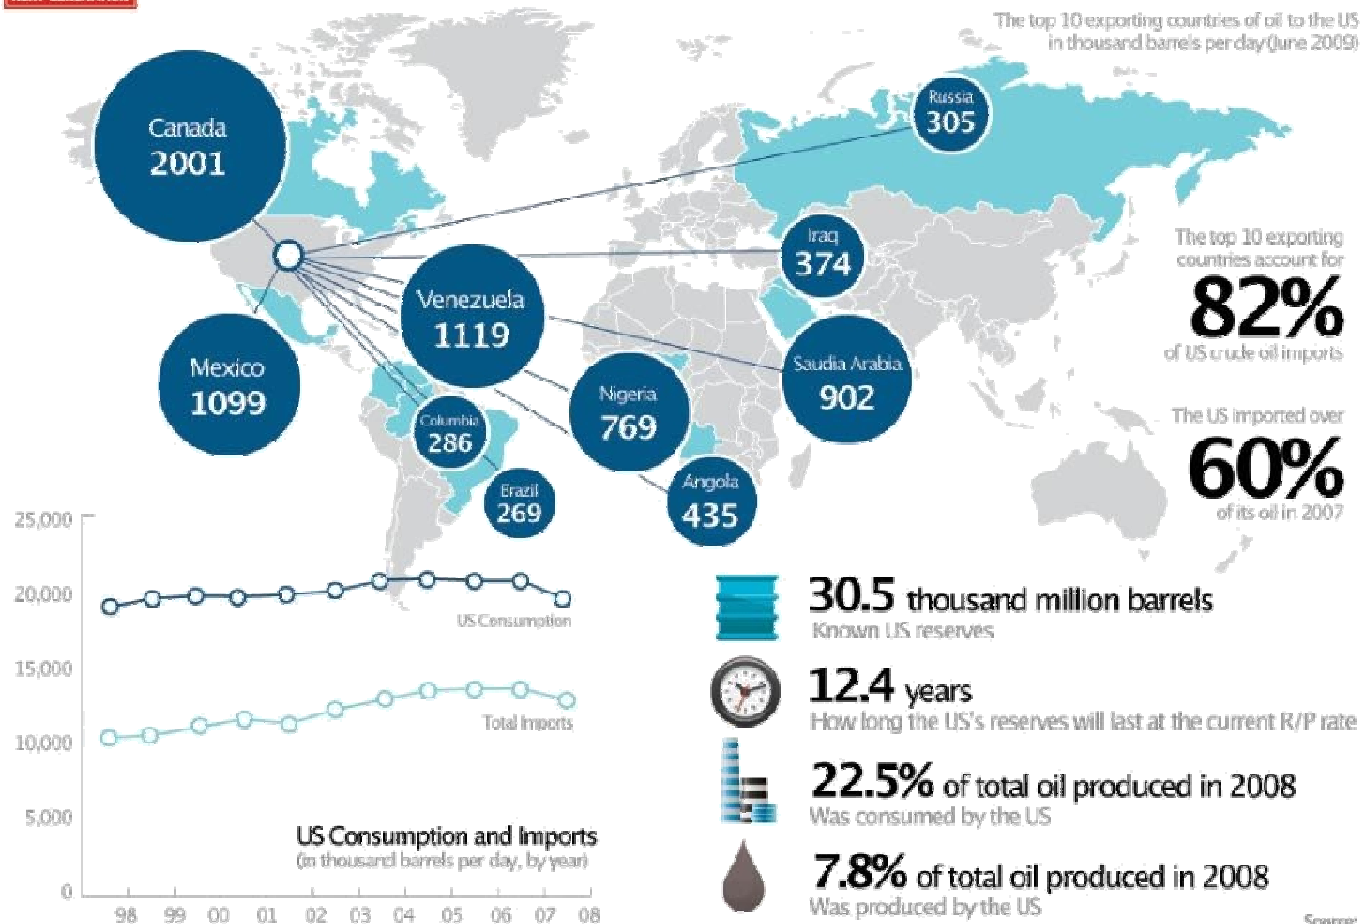 The top 10 exporting countries of oil to the US
in thousand barrels per day (June 2009)
Russia
305
Canada
2001
Iraq
374
Venezuela
1119
Mexico
1099
Saudia Arabia
902
Nigeria
769
Columbia
286
Angola
435
Erazil
269
The top 10 exporting
countries account for
82%
of US crude oil imports
The US imported over
60%
of its oil in 2007
25,000
20,000
15,000
10,000
5,000
0
US Consumption
Total Imports
US Consumption and Imports
(in thousand barrels per day, by year)
98 99 00 01 02 03 04 05 06 07 08
30.5 thousand million barrels
Known US reserves
12.4 years
How long the US's reserves will last at the current R/P rate
22.5% of total oil produced in 2008
Was consumed by the US
7.8% of total oil produced in 2008
Was produced by the US